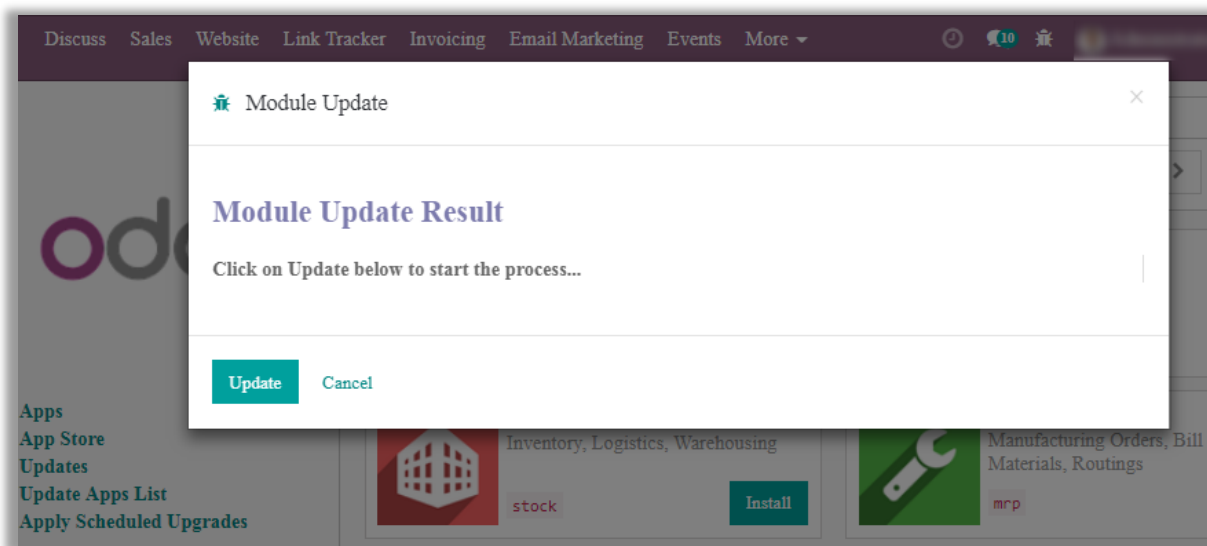 Discuss Sales Website Link Tracker Invoicing Email Marketing Events More
10
Module Update
Module Update Result
Click on Update below to start the process...
Update Cancel
Apps
App Store
Updates
Update Apps List
Apply Scheduled Upgrades
Inventory, Logistics, Warehousing
stock
Install
Manufacturing Orders, Bill
Materials, Routings
mrp